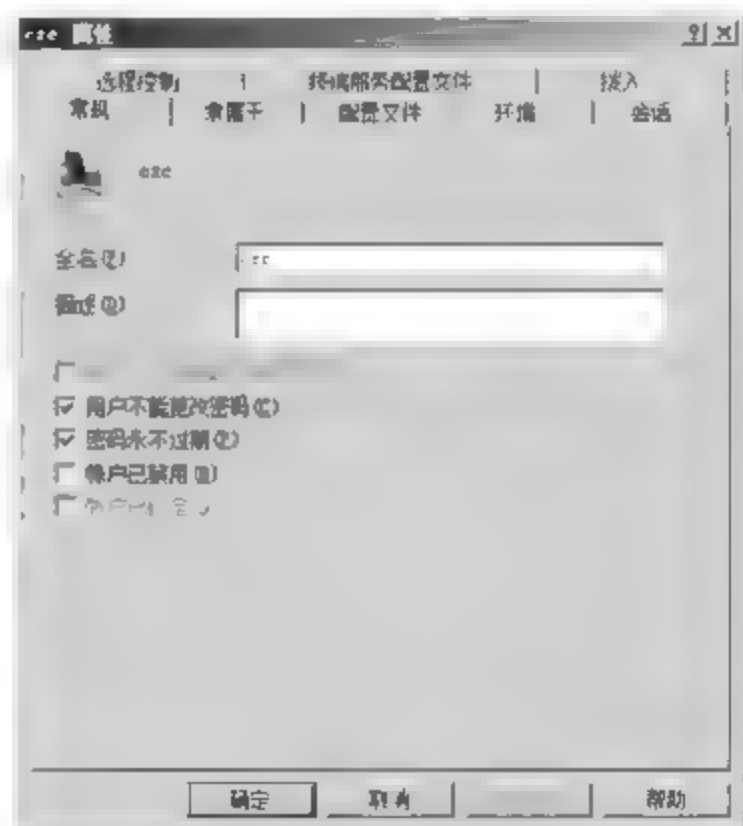 属性
远程控制 终端服务配置文件 拨入
常规 隶属于 配置文件 环境 会话
全名(F)
描述(D)
用户不能更改密码(C)
密码永不过期(P)
帐户已禁用(B)
确定 取消 帮助